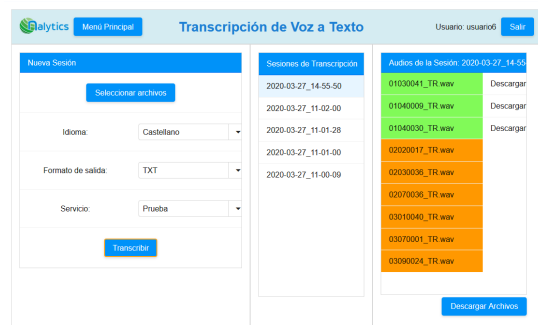 alytics
Menú Principal
Transcripción de Voz a Texto
Usuario: usuario6
Salir
Nueva Sesión
Seleccionar archivos
Idioma:
Castellano
Formato de salida:
TXT
Servicio:
Prueba
Transcribir
Sesiones de Transcripción
2020-03-27_14-55-50
2020-03-27_11-02-00
2020-03-27_11-01-28
2020-03-27_11-01-00
2020-03-27_11-00-09
Audios de la Sesión: 2020-03-27_14-55
01030041_TR.wav Descargar
01040009_TR.wav Descargar
01040030_TR.wav Descargar
02020017_TR.wav
02030036_TR.wav
02070036_TR.wav
03010040_TR.wav
03070001_TR.wav
03090024_TR.wav
Descargar Archivos